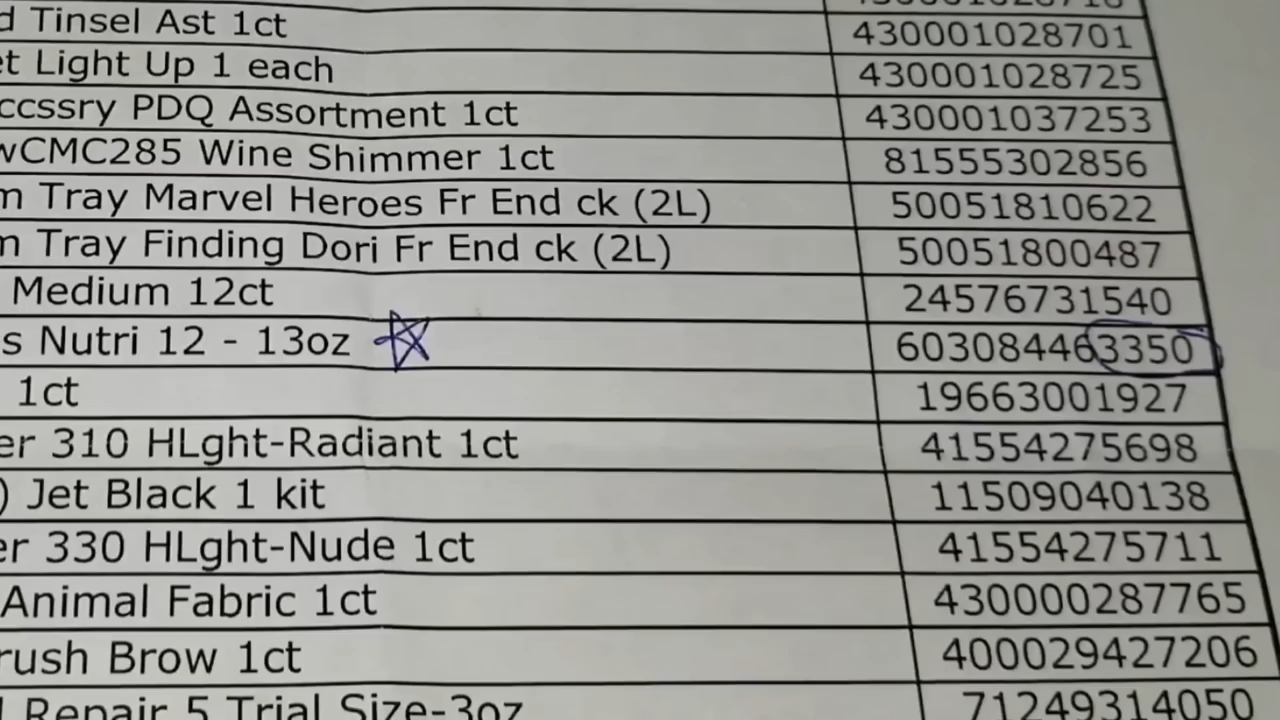 d Tinsel Ast 1ct 430001028701
et Light Up 1 each 430001028725
ccssry PDQ Assortment 1ct 430001037253
wCMC285 Wine Shimmer 1ct 81555302856
m Tray Marvel Heroes Fr End ck (2L) 50051810622
m Tray Finding Dori Fr End ck (2L) 50051800487
Medium 12ct 24576731540
s Nutri 12 - 13oz 603084463350
1ct 19663001927
er 310 HLght-Radiant 1ct 41554275698
) Jet Black 1 kit 11509040138
er 330 HLght-Nude 1ct 41554275711
Animal Fabric 1ct 430000287765
rush Brow 1ct 400029427206
l Repair 5 Trial Size-3oz 71249314050